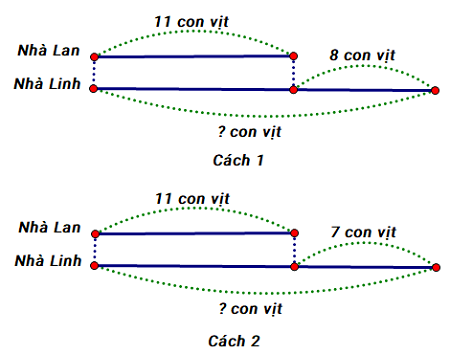 11 con vịt
Nhà Lan
8 con vịt
Nhà Linh
? con vịt
Cách 1
11 con vịt
Nhà Lan
7 con vịt
Nhà Linh
? con vịt
Cách 2